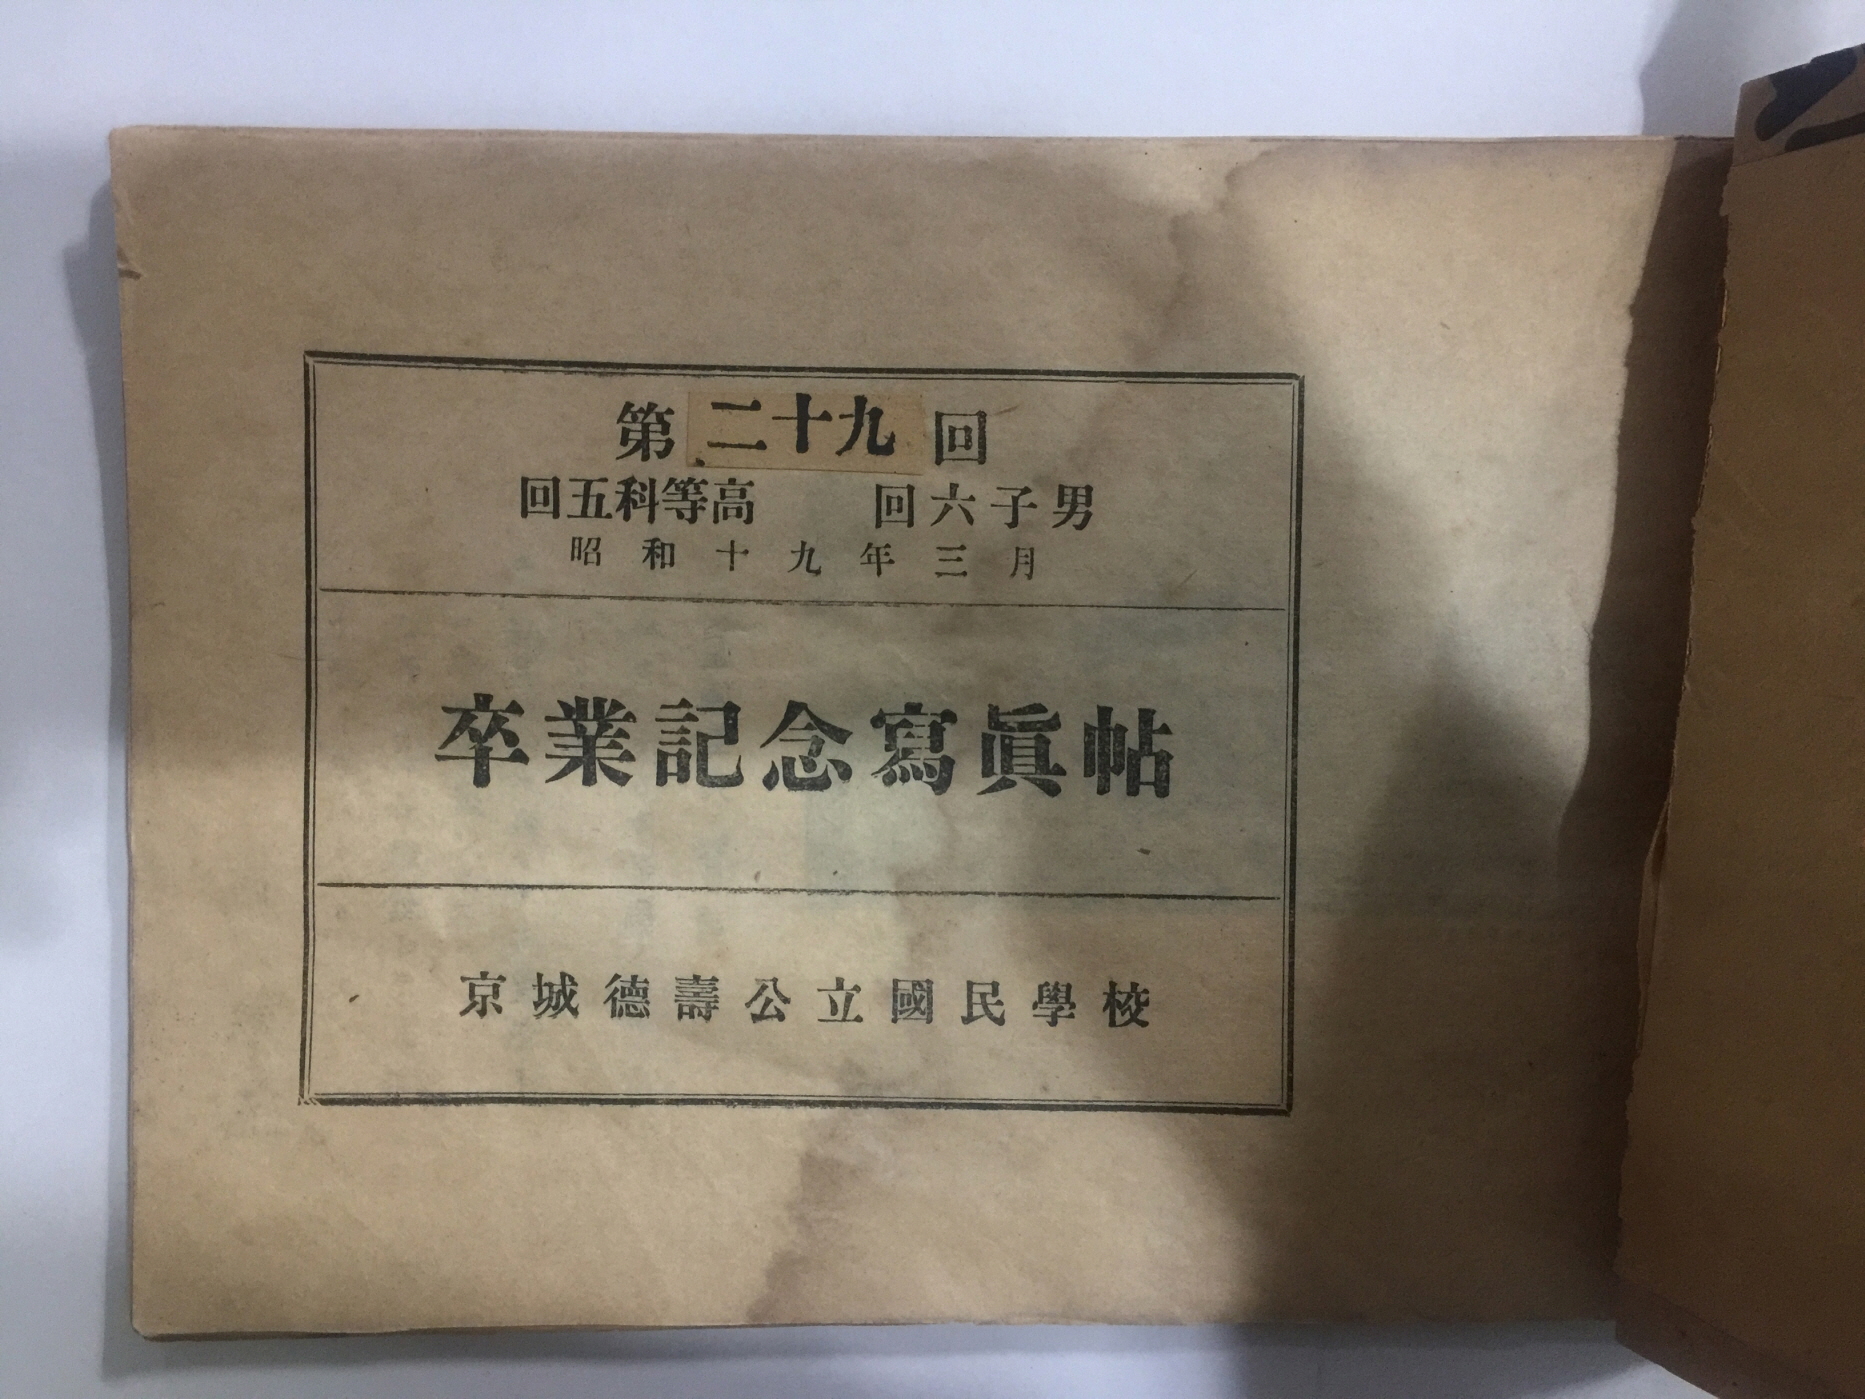 第二十九回
男子六回 高等科五回
昭和十九年三月
卒業記念寫眞帖
京城德壽公立國民學校